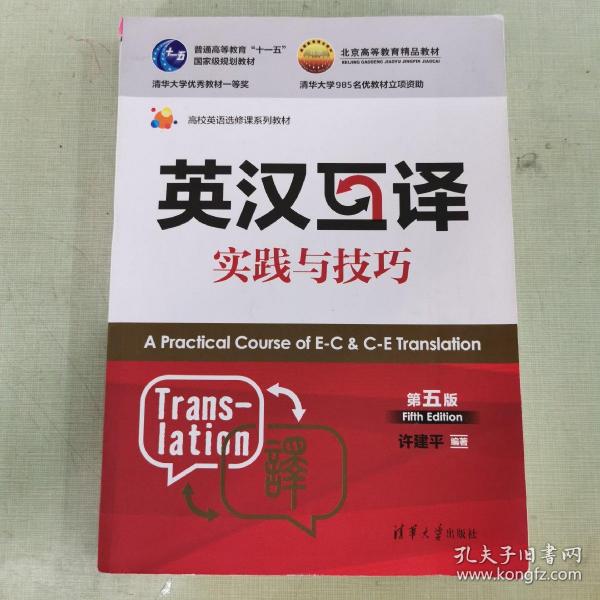 十一五
普通高等教育“十一五”
国家级规划教材
北京高等教育精品教材
BEIJING GAODENG JIAOYU JINGPIN JIAOCAI
清华大学优秀教材一等奖
清华大学985名优教材立项资助
高校英语选修课系列教材
英汉互译
实践与技巧
A Practical Course of E-C & C-E Translation
第五版
Fifth Edition
许建平 编著
Trans-
lation
譯
清华大学出版社
孔夫子旧书网
www.kongfz.com